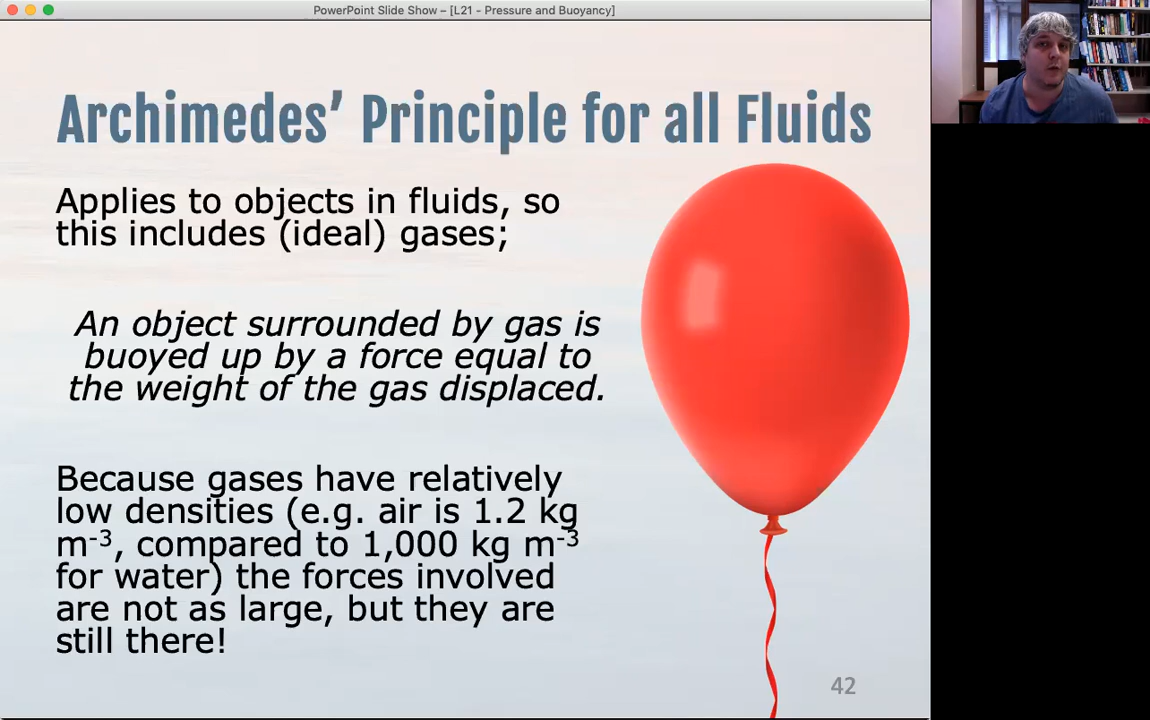 PowerPoint Slide Show – [L21 - Pressure and Buoyancy]
Archimedes’ Principle for all Fluids
Applies to objects in fluids, so
this includes (ideal) gases;
An object surrounded by gas is
buoyed up by a force equal to
the weight of the gas displaced.
Because gases have relatively
low densities (e.g. air is 1.2 kg
m⁻³, compared to 1,000 kg m⁻³
for water) the forces involved
are not as large, but they are
still there!
42